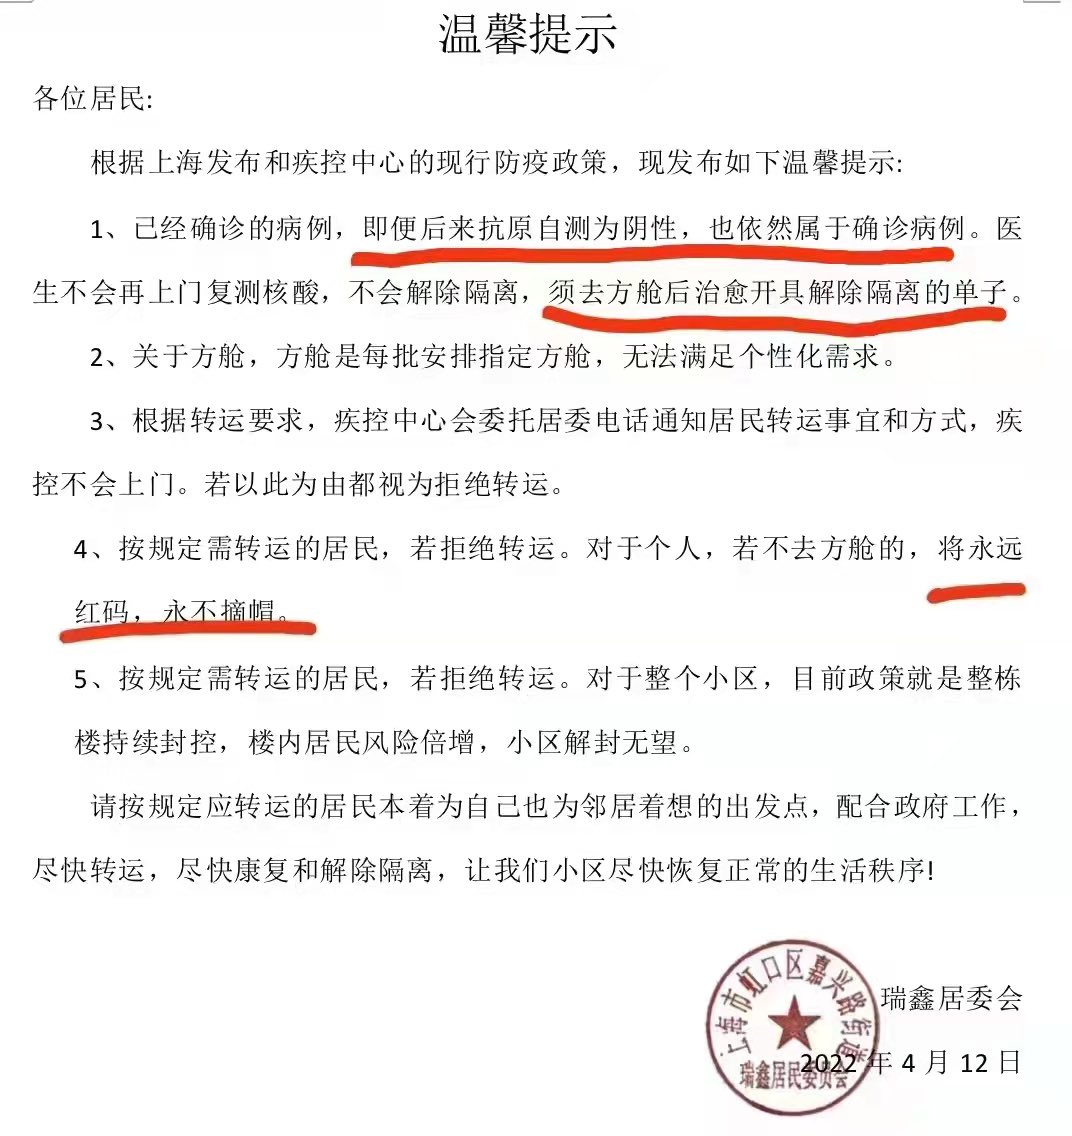 温馨提示
各位居民:
根据上海发布和疾控中心的现行防疫政策，现发布如下温馨提示:
1、已经确诊的病例，即便后来抗原自测为阴性，也依然属于确诊病例。医
生不会再上门复测核酸，不会解除隔离，须去方舱后治愈开具解除隔离的单子。
2、关于方舱，方舱是每批安排指定方舱，无法满足个性化需求。
3、根据转运要求，疾控中心会委托居委电话通知居民转运事宜和方式，疾
控不会上门。若以此为由都视为拒绝转运。
4、按规定需转运的居民，若拒绝转运。对于个人，若不去方舱的，将永远
红码，永不摘帽。
5、按规定需转运的居民，若拒绝转运。对于整个小区，目前政策就是整栋
楼持续封控，楼内居民风险倍增，小区解封无望。
请按规定应转运的居民本着为自己也为邻居着想的出发点，配合政府工作，
尽快转运，尽快康复和解除隔离，让我们小区尽快恢复正常的生活秩序!
上海市虹口区嘉兴路街道
瑞鑫居民委员会
瑞鑫居委会
2022 年 4 月 12 日